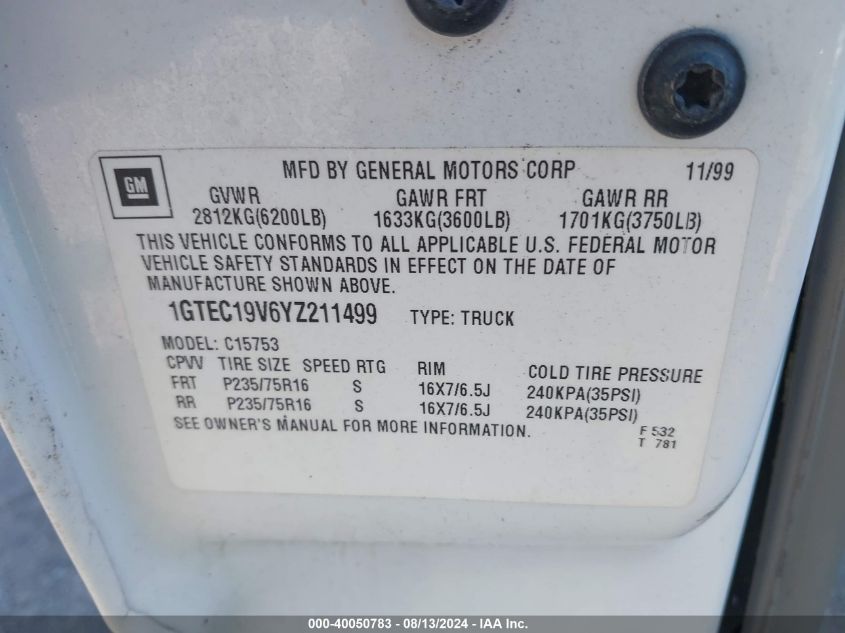 GM
MFD BY GENERAL MOTORS CORP 11/99
GVWR GAWR FRT GAWR RR
2812KG(6200LB) 1633KG(3600LB) 1701KG(3750LB)
THIS VEHICLE CONFORMS TO ALL APPLICABLE U.S. FEDERAL MOTOR
VEHICLE SAFETY STANDARDS IN EFFECT ON THE DATE OF
MANUFACTURE SHOWN ABOVE.
1GTEC19V6YZ211499 TYPE: TRUCK
MODEL: C15753
CPVV TIRE SIZE SPEED RTG RIM COLD TIRE PRESSURE
FRT P235/75R16 S 16X7/6.5J 240KPA(35PSI)
RR P235/75R16 S 16X7/6.5J 240KPA(35PSI)
SEE OWNER'S MANUAL FOR MORE INFORMATION.
F 532
T 781
000-40050783 - 08/13/2024 - IAA Inc.